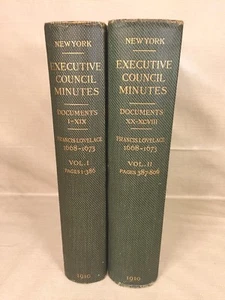 NEW YORK
EXECUTIVE
COUNCIL
MINUTES
DOCUMENTS
I-XIX
FRANCIS LOVELACE
1668-1673
VOL. I
PAGES 1-386
1910
NEW YORK
EXECUTIVE
COUNCIL
MINUTES
DOCUMENTS
XX-XCVIII
FRANCIS LOVELACE
1668-1673
VOL. II
PAGES 387-806
1910